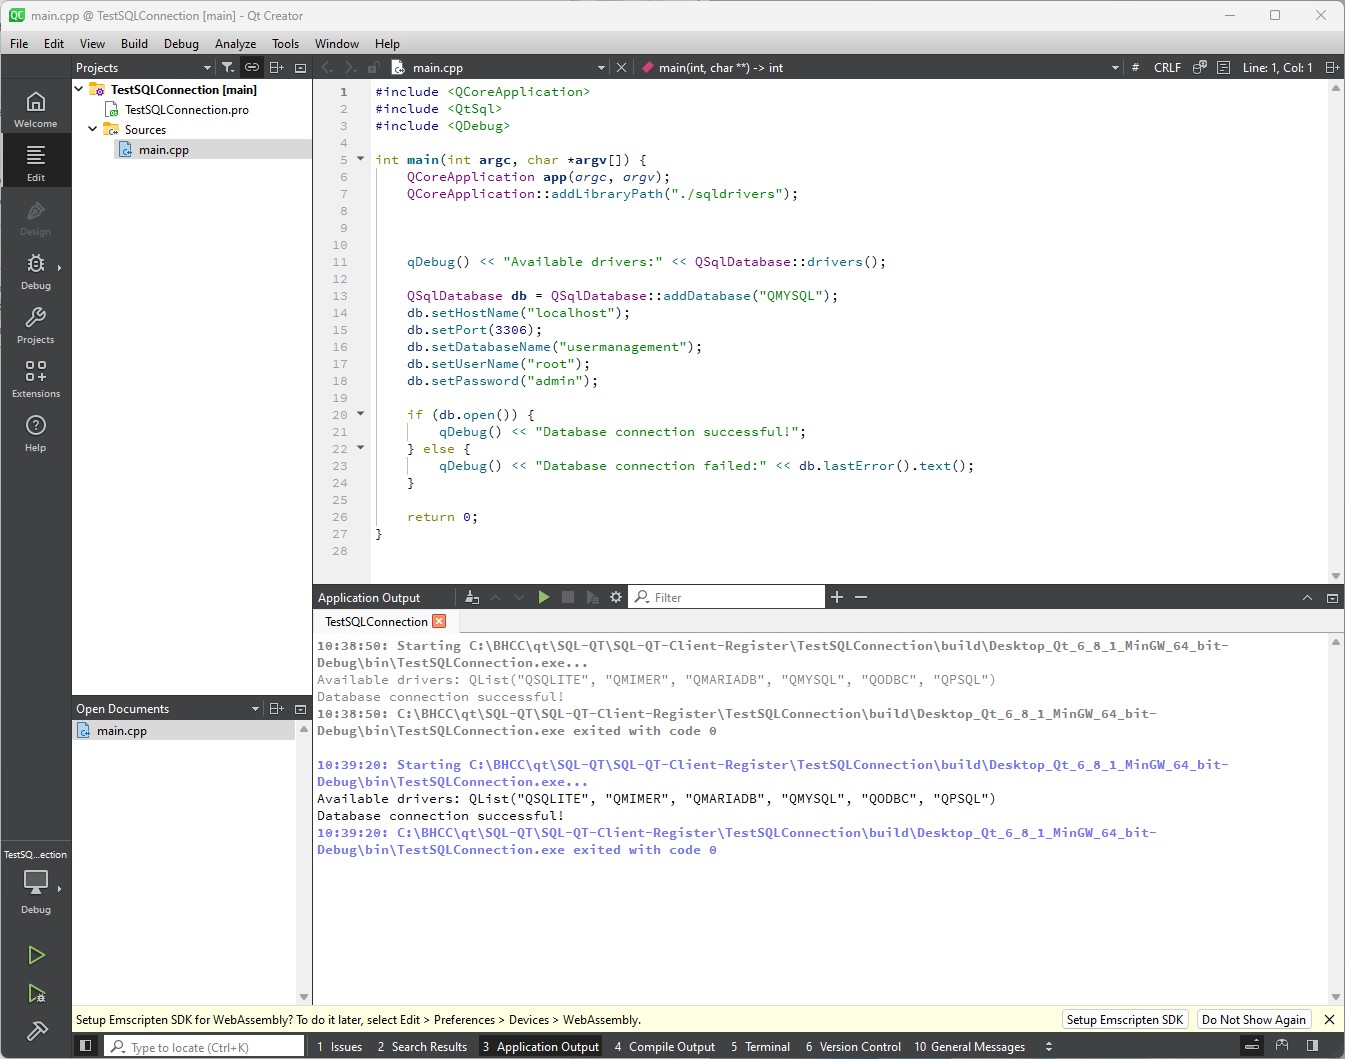 QC main.cpp @ TestSQLConnection [main] - Qt Creator
File Edit View Build Debug Analyze Tools Window Help
Projects
main.cpp
main(int, char **) -> int
# CRLF
Line: 1, Col: 1
Welcome
Edit
Design
Debug
Projects
Extensions
Help
TestSQLConnection [main]
TestSQLConnection.pro
Sources
main.cpp
1 #include <QCoreApplication>
2 #include <QtSql>
3 #include <QDebug>
4
5 int main(int argc, char *argv[]) {
6 QCoreApplication app(argc, argv);
7 QCoreApplication::addLibraryPath("./sqldrivers");
8
9
10
11 qDebug() << "Available drivers:" << QSqlDatabase::drivers();
12
13 QSqlDatabase db = QSqlDatabase::addDatabase("QMYSQL");
14 db.setHostName("localhost");
15 db.setPort(3306);
16 db.setDatabaseName("usermanagement");
17 db.setUserName("root");
18 db.setPassword("admin");
19
20 if (db.open()) {
21 qDebug() << "Database connection successful!";
22 } else {
23 qDebug() << "Database connection failed:" << db.lastError().text();
24 }
25
26 return 0;
27 }
28
Open Documents
main.cpp
Application Output
Filter
TestSQLConnection
10:38:50: Starting C:\BHCC\qt\SQL-QT\SQL-QT-Client-Register\TestSQLConnection\build\Desktop_Qt_6_8_1_MinGW_64_bit-
Debug\bin\TestSQLConnection.exe...
Available drivers: QList("QSQLITE", "QMIMER", "QMARIADB", "QMYSQL", "QODBC", "QPSQL")
Database connection successful!
10:38:50: C:\BHCC\qt\SQL-QT\SQL-QT-Client-Register\TestSQLConnection\build\Desktop_Qt_6_8_1_MinGW_64_bit-
Debug\bin\TestSQLConnection.exe exited with code 0
10:39:20: Starting C:\BHCC\qt\SQL-QT\SQL-QT-Client-Register\TestSQLConnection\build\Desktop_Qt_6_8_1_MinGW_64_bit-
Debug\bin\TestSQLConnection.exe...
Available drivers: QList("QSQLITE", "QMIMER", "QMARIADB", "QMYSQL", "QODBC", "QPSQL")
Database connection successful!
10:39:20: C:\BHCC\qt\SQL-QT\SQL-QT-Client-Register\TestSQLConnection\build\Desktop_Qt_6_8_1_MinGW_64_bit-
Debug\bin\TestSQLConnection.exe exited with code 0
TestSQ...ection
Debug
Setup Emscripten SDK for WebAssembly? To do it later, select Edit > Preferences > Devices > WebAssembly.
Setup Emscripten SDK
Do Not Show Again
Type to locate (Ctrl+K)
1 Issues 2 Search Results 3 Application Output 4 Compile Output 5 Terminal 6 Version Control 10 General Messages